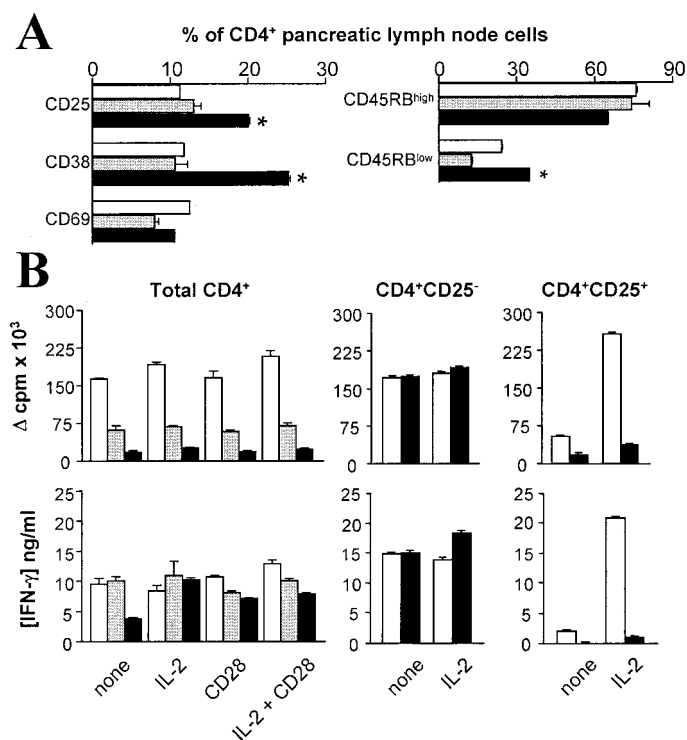 A
% of CD4⁺ pancreatic lymph node cells
0 10 20 30
0 30 60 90
CD25
*
CD38
*
CD69
CD45RBhigh
CD45RBlow
*
B
Total CD4⁺
CD4⁺CD25⁻
CD4⁺CD25⁺
Δ cpm x 10³
300
225
150
75
0
300
225
150
75
0
300
225
150
75
0
[IFN-γ] ng/ml
25
20
15
10
5
0
25
20
15
10
5
0
25
20
15
10
5
0
none
IL-2
CD28
IL-2 + CD28
none
IL-2
none
IL-2